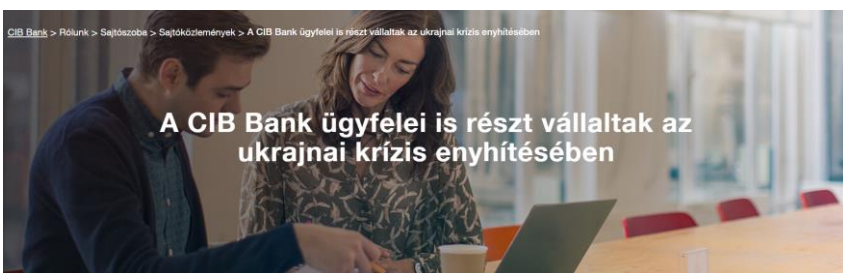 CIB Bank > Rólunk > Sajtószoba > Sajtóközlemények > A CIB Bank ügyfelei is részt vállaltak az ukrajnai krízis enyhítésében
A CIB Bank ügyfelei is részt vállaltak az
ukrajnai krízis enyhítésében